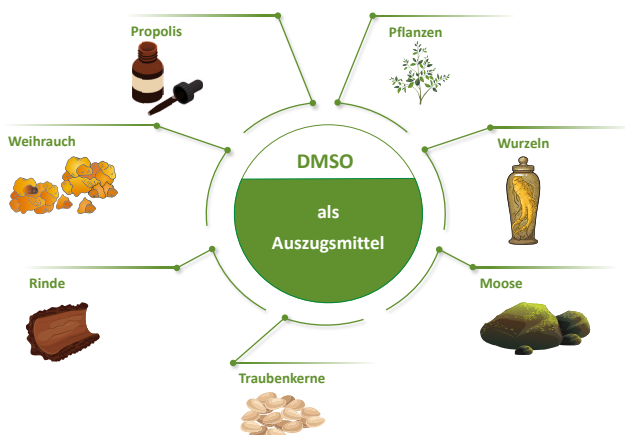 Propolis
Pflanzen
Weihrauch
Wurzeln
DMSO
als
Auszugsmittel
Rinde
Moose
Traubenkerne